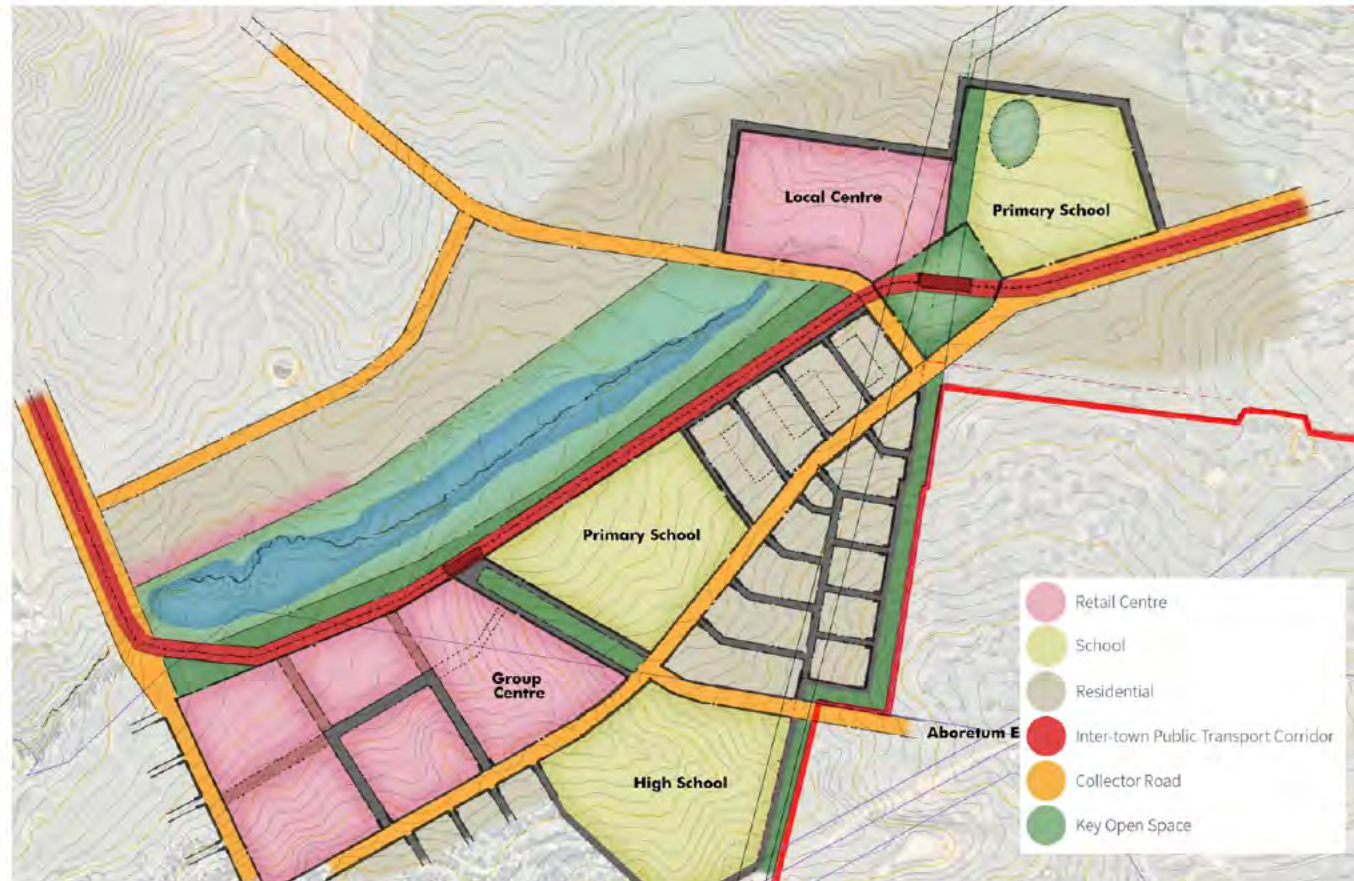 Local Centre
Primary School
Primary School
Group
Centre
High School
Aboretum E
Retail Centre
School
Residential
Inter-town Public Transport Corridor
Collector Road
Key Open Space